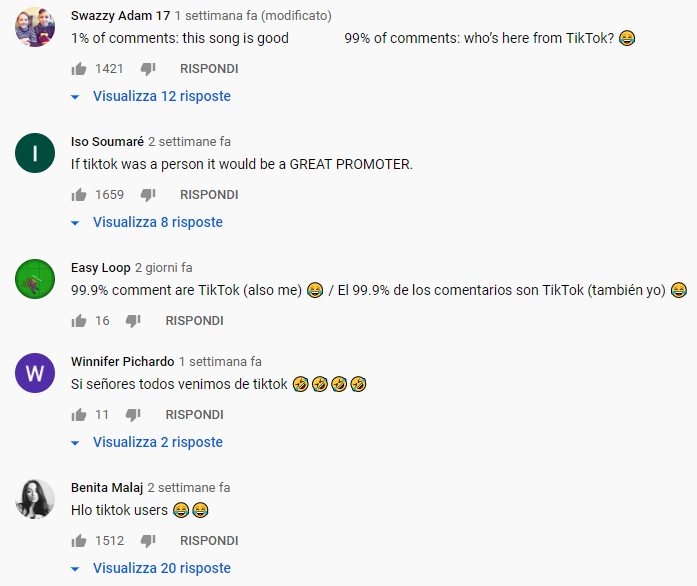 Swazzy Adam 17 1 settimana fa (modificato)
1% of comments: this song is good 99% of comments: who's here from TikTok? 😂
1421 RISPONDI
Visualizza 12 risposte
I
Iso Soumaré 2 settimane fa
If tiktok was a person it would be a GREAT PROMOTER.
1659 RISPONDI
Visualizza 8 risposte
Easy Loop 2 giorni fa
99.9% comment are TikTok (also me) 😂 / El 99.9% de los comentarios son TikTok (también yo) 😂
16 RISPONDI
W
Winnifer Pichardo 1 settimana fa
Si señores todos venimos de tiktok 🤣🤣🤣🤣
11 RISPONDI
Visualizza 2 risposte
Benita Malaj 2 settimane fa
Hlo tiktok users 😂😂
1512 RISPONDI
Visualizza 20 risposte